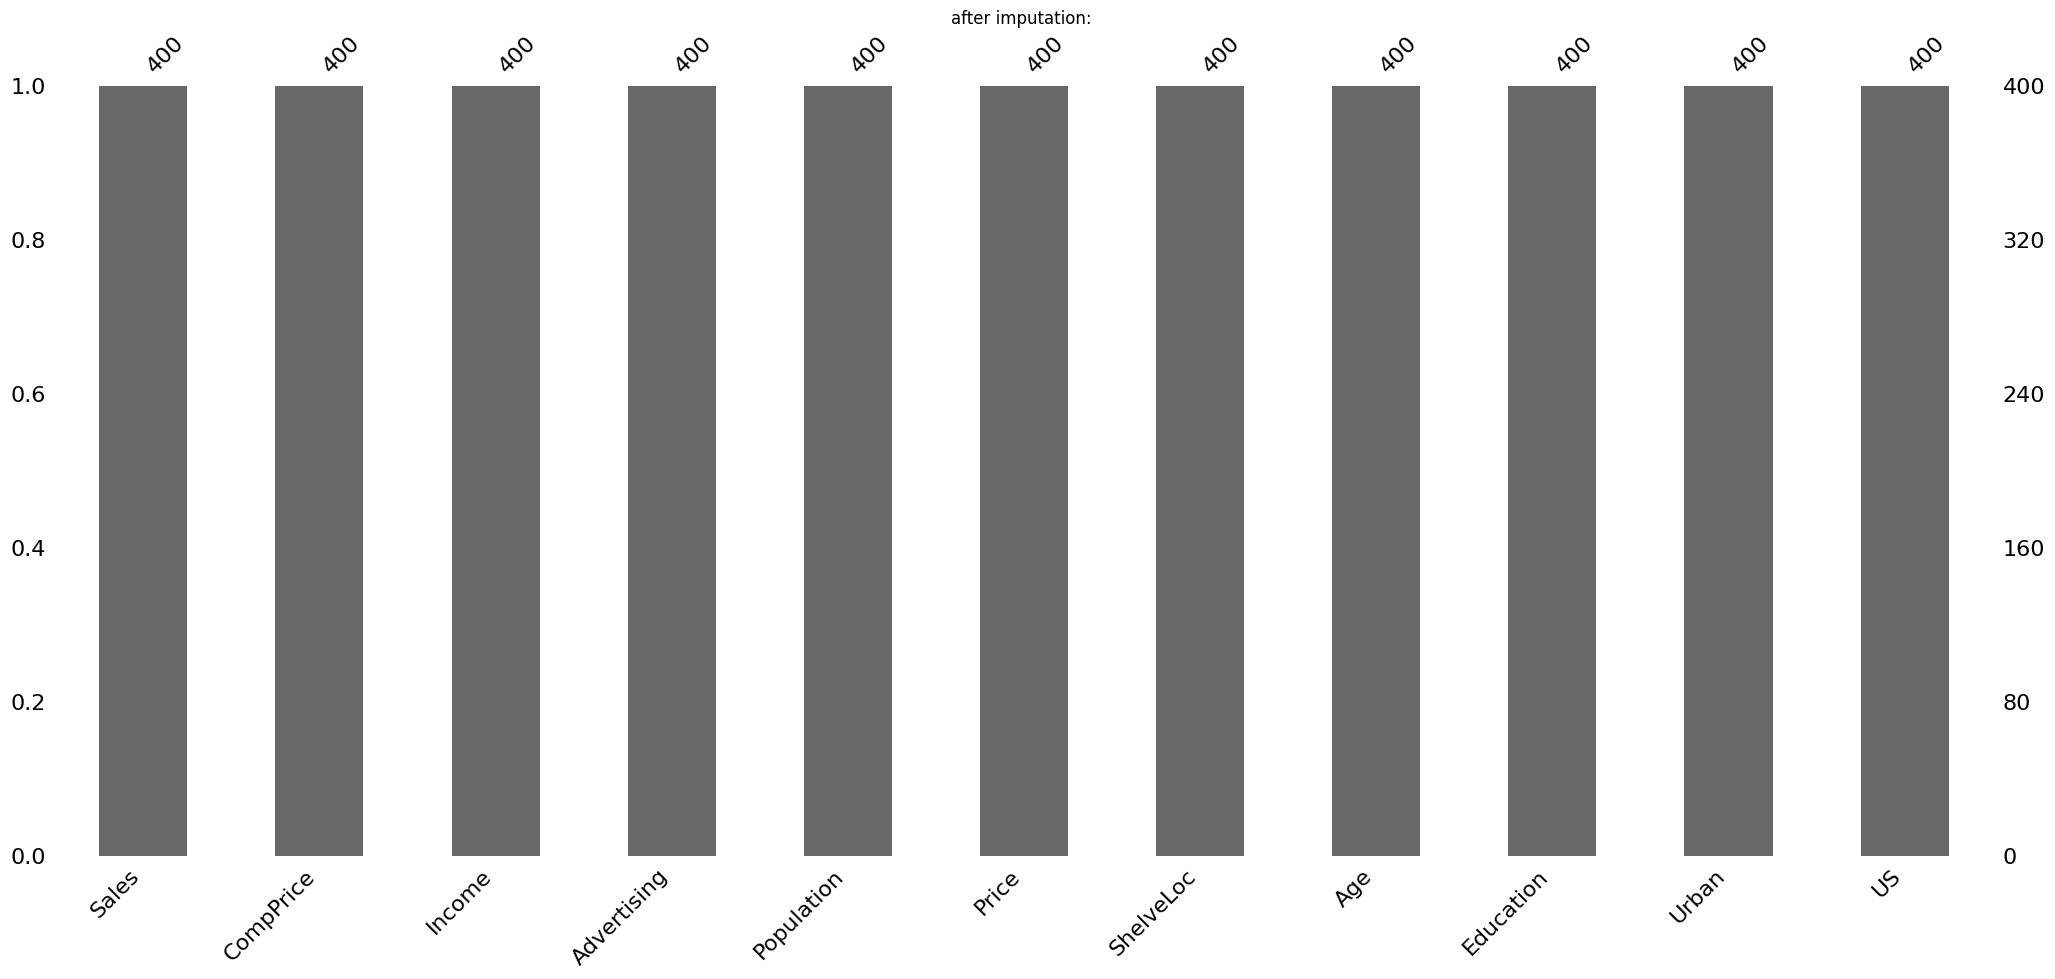 after imputation:
400 400 400 400 400 400 400 400 400 400 400
1.0 400
0.8 320
0.6 240
0.4 160
0.2 80
0.0 0
Sales CompPrice Income Advertising Population Price ShelveLoc Age Education Urban US